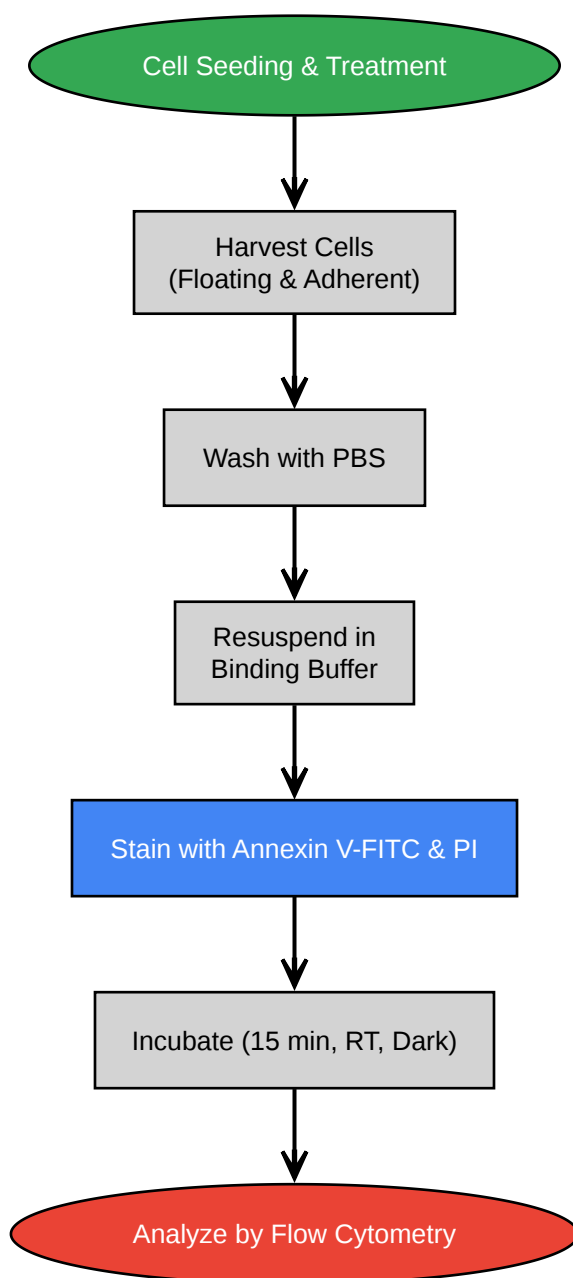 Cell Seeding & Treatment
Harvest Cells
(Floating & Adherent)
Wash with PBS
Resuspend in
Binding Buffer
Stain with Annexin V-FITC & PI
Incubate (15 min, RT, Dark)
Analyze by Flow Cytometry